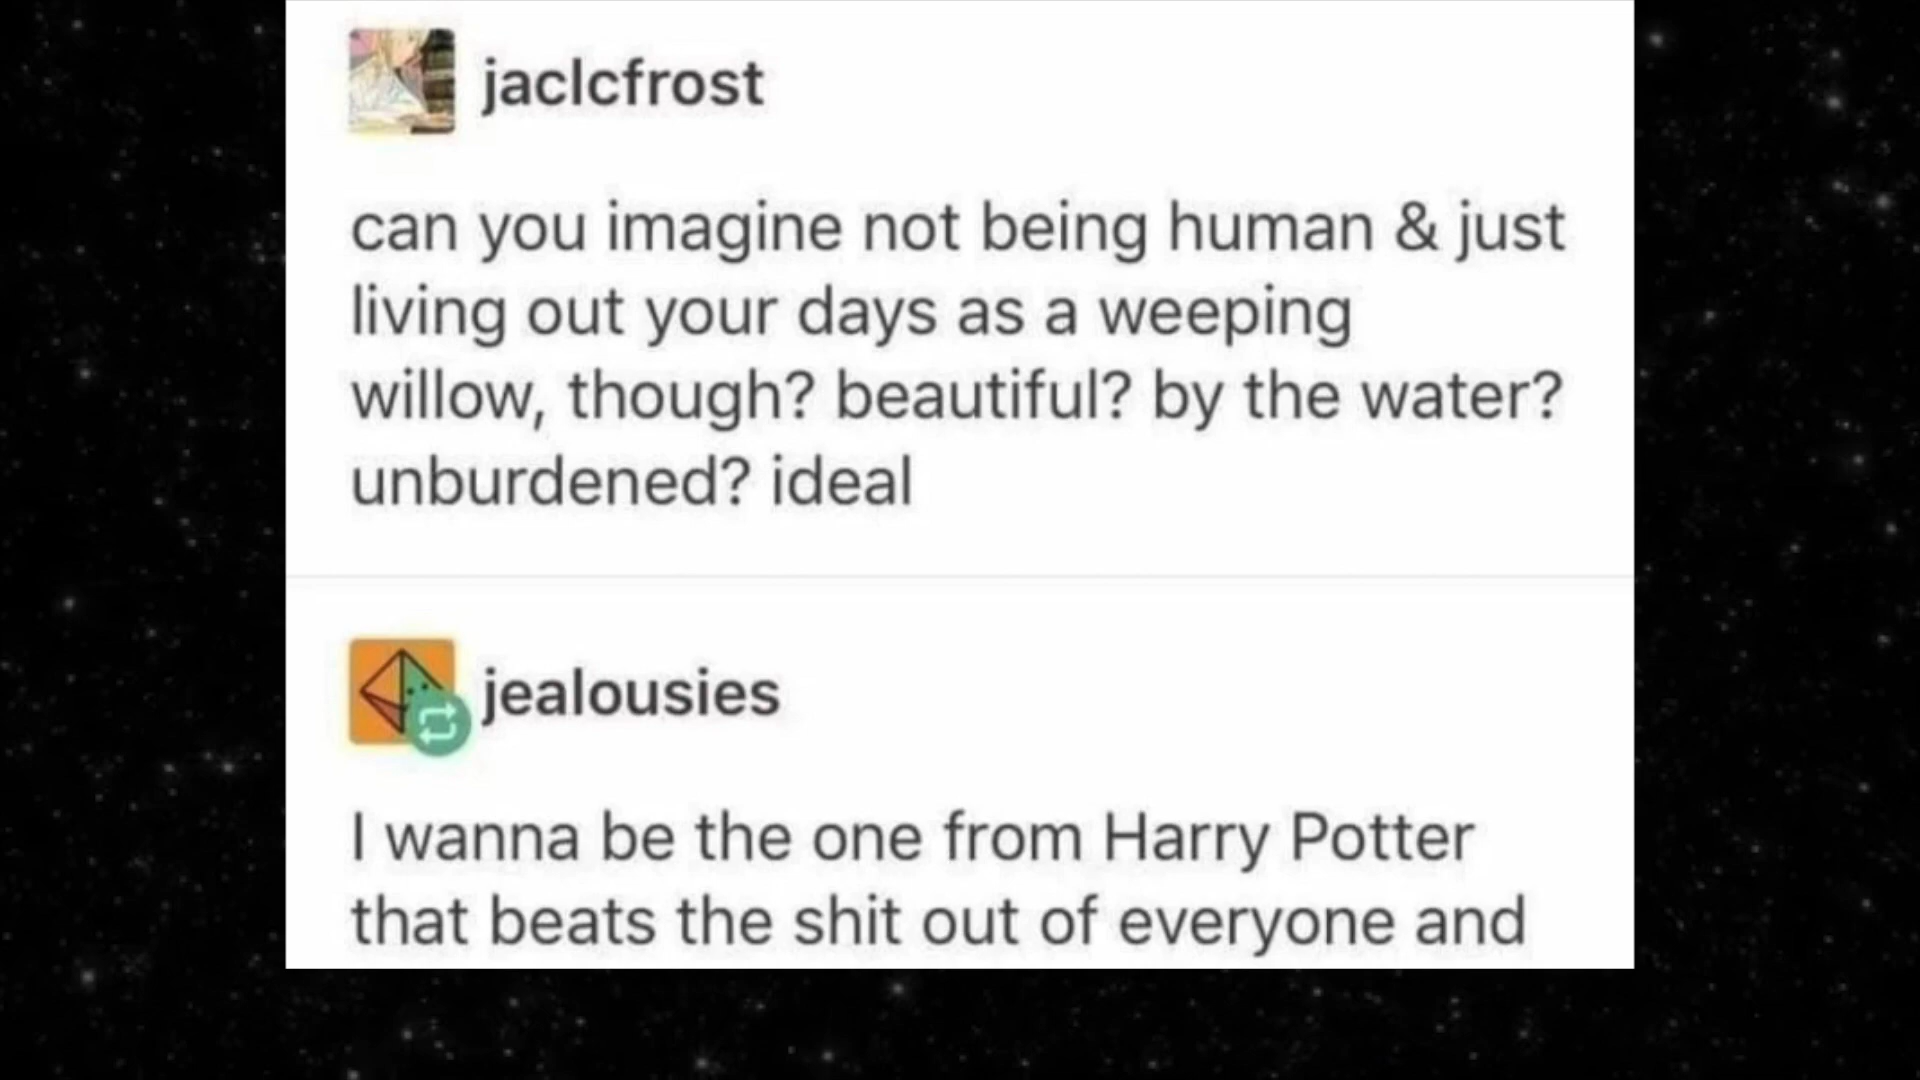 jaclcfrost
can you imagine not being human & just
living out your days as a weeping
willow, though? beautiful? by the water?
unburdened? ideal
jealousies
I wanna be the one from Harry Potter
that beats the shit out of everyone and